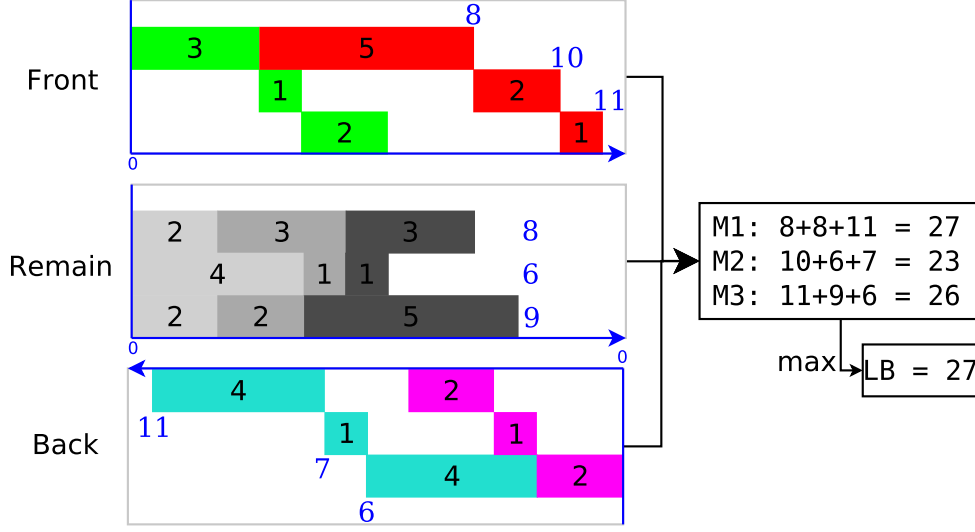 8
3 5
10
Front
1 2
11
2 1
0
2 3 3 8
Remain
4 1 1 6
2 2 5 9
0 0
M1: 8+8+11 = 27
M2: 10+6+7 = 23
M3: 11+9+6 = 26
max
LB = 27
4 2
11
1 1
Back
7
4 2
6